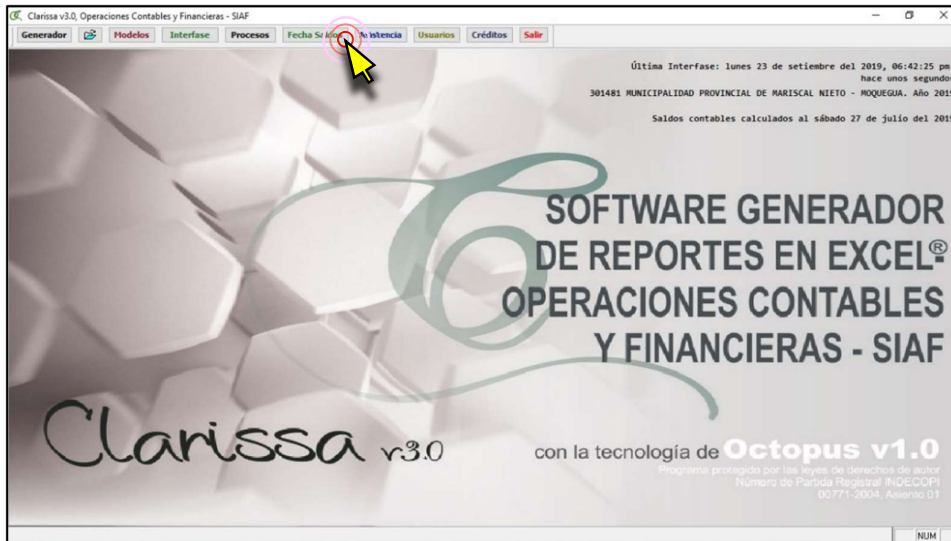 Clarissa v3.0, Operaciones Contables y Financieras - SIAF
Generador Modelos Interfase Procesos Fecha Usuarios Créditos Salir
Última Interfase: lunes 23 de setiembre del 2019, 06:42:25 pm
hace unos segundos
301481 MUNICIPALIDAD PROVINCIAL DE MARISCAL NIETO - MOQUEGUA. Año 2019
Saldos contables calculados al sábado 27 de julio del 2019
SOFTWARE GENERADOR
DE REPORTES EN EXCEL®
OPERACIONES CONTABLES
Y FINANCIERAS - SIAF
Clarissa v3.0
con la tecnología de Octopus v1.0
Programa protegido por las leyes de derechos de autor
Número de Partida Registral INDECOPI
00771-2004, Asiento 01
NUM